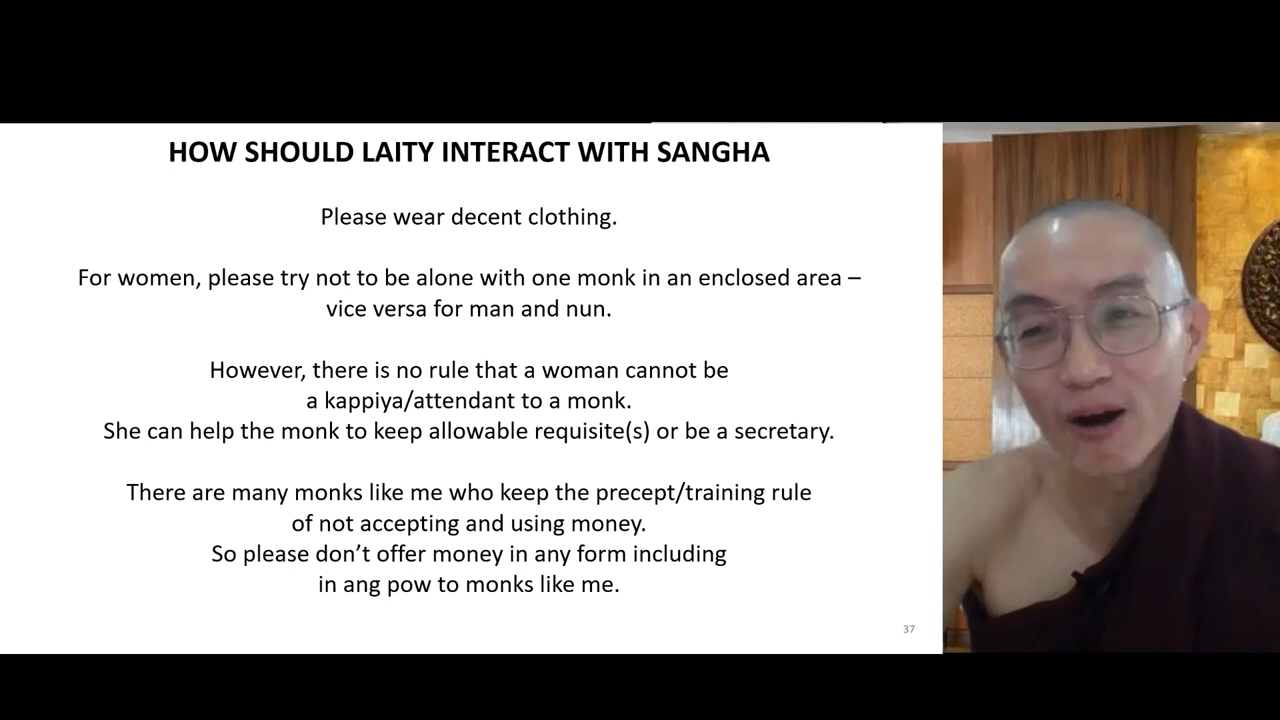 HOW SHOULD LAITY INTERACT WITH SANGHA
Please wear decent clothing.
For women, please try not to be alone with one monk in an enclosed area –
vice versa for man and nun.
However, there is no rule that a woman cannot be
a kappiya/attendant to a monk.
She can help the monk to keep allowable requisite(s) or be a secretary.
There are many monks like me who keep the precept/training rule
of not accepting and using money.
So please don’t offer money in any form including
in ang pow to monks like me.
37